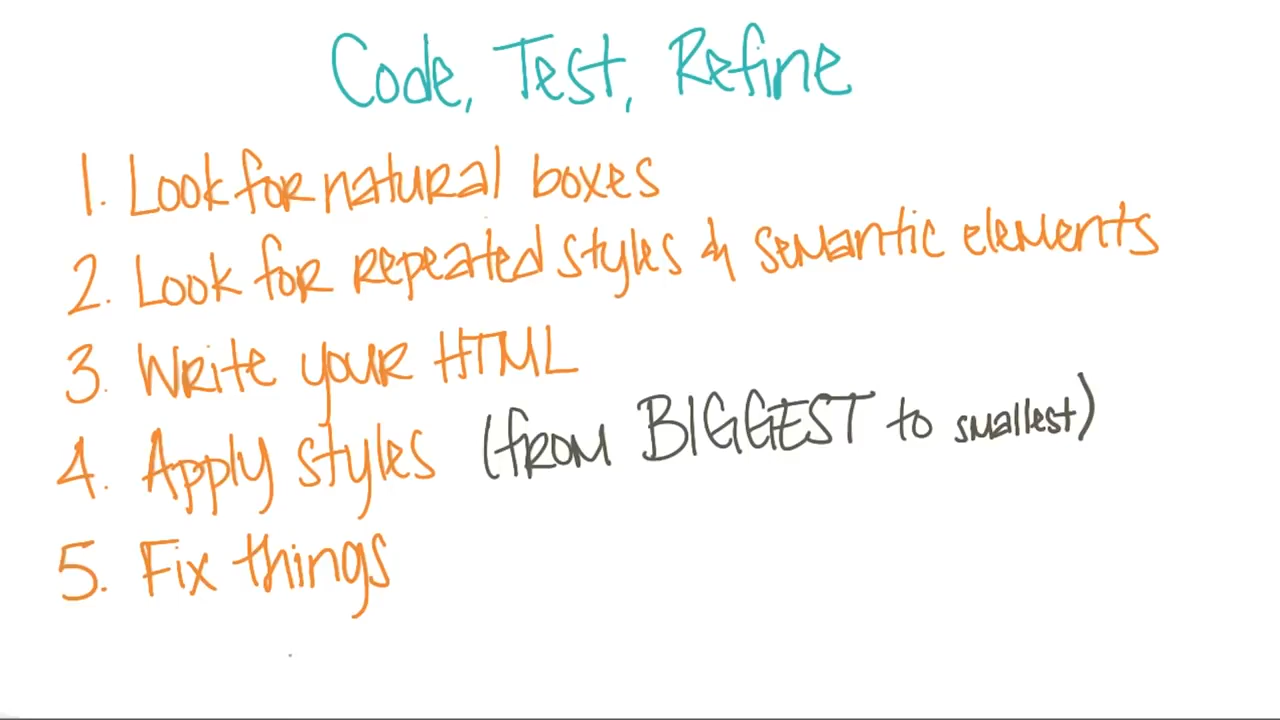 Code, Test, Refine
1. Look for natural boxes
2. Look for repeated styles & semantic elements
3. Write your HTML
4. Apply styles (from BIGGEST to smallest)
5. Fix things